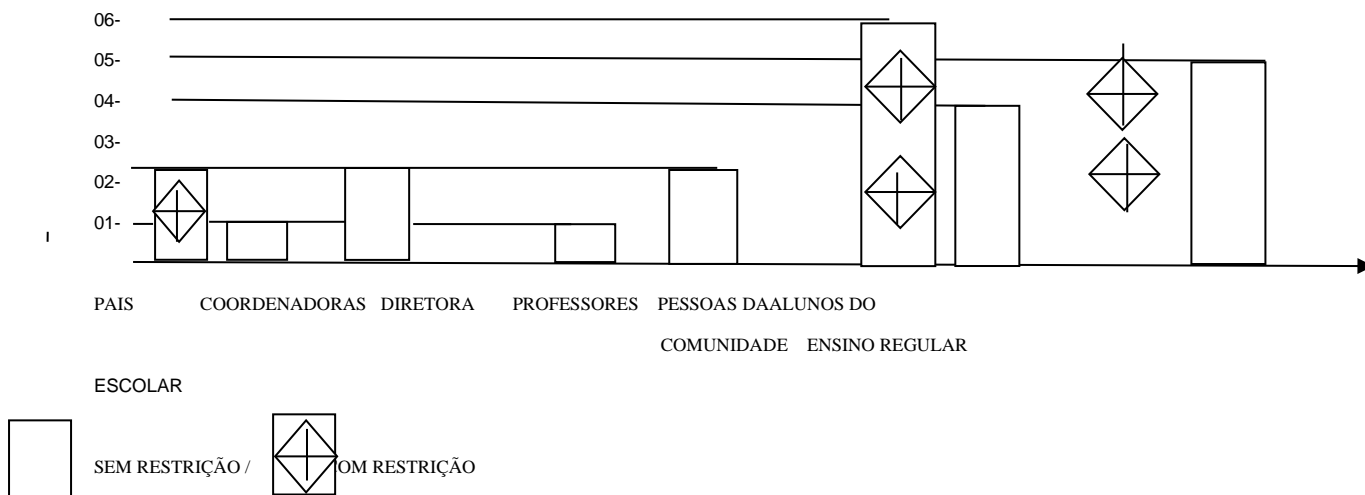 06-
05-
04-
03-
02-
01-
PAIS COORDENADORAS DIRETORA PROFESSORES PESSOAS DAALUNOS DO
COMUNIDADE ENSINO REGULAR
ESCOLAR
SEM RESTRIÇÃO / OM RESTRIÇÃO